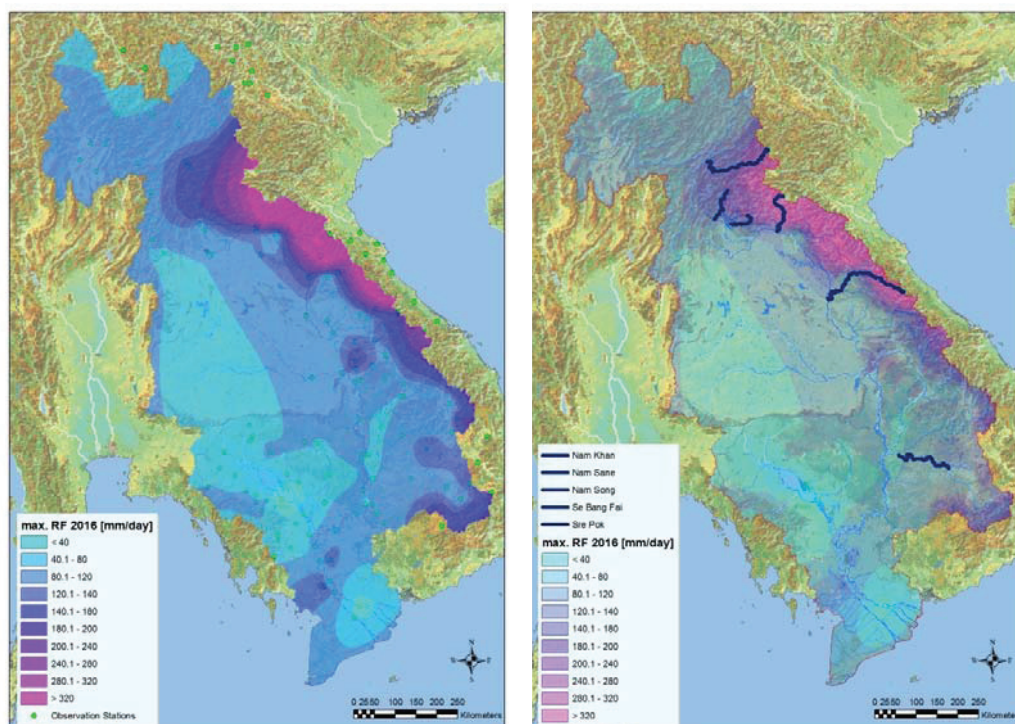 max. RF 2016 [mm/day]
< 40
40.1 - 80
80.1 - 120
120.1 - 140
140.1 - 180
180.1 - 200
200.1 - 240
240.1 - 280
280.1 - 320
> 320
Observation Stations
N
W
E
S
0 25 50 100 150 200 250
Kilometers
Nam Khan
Nam Sane
Nam Song
Se Bang Fai
Sre Pok
max. RF 2016 [mm/day]
< 40
40.1 - 80
80.1 - 120
120.1 - 140
140.1 - 180
180.1 - 200
200.1 - 240
240.1 - 280
280.1 - 320
> 320
N
W
E
S
0 25 50 100 150 200 250
Kilometers